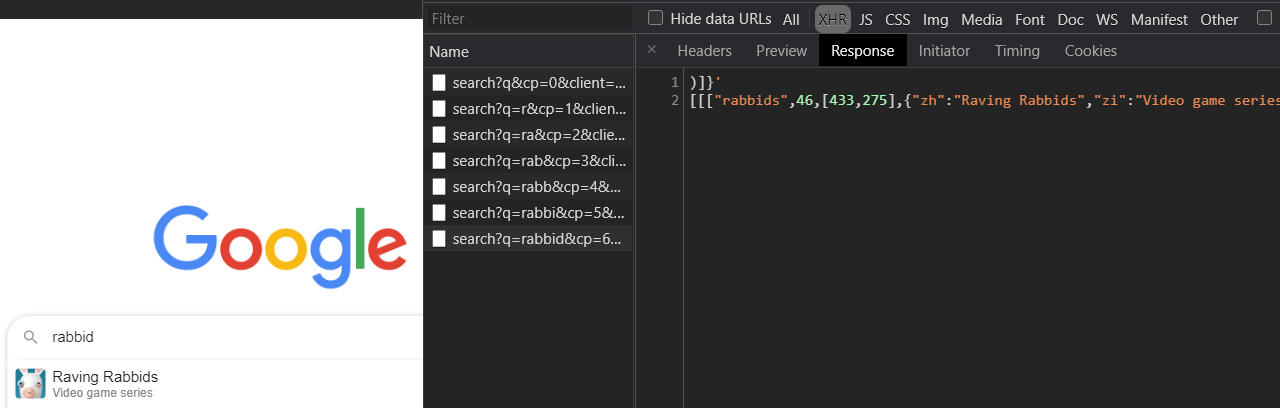 Filter
Hide data URLs All XHR JS CSS Img Media Font Doc WS Manifest Other
Name
× Headers Preview Response Initiator Timing Cookies
search?q&cp=0&client=...
search?q=r&cp=1&clien...
search?q=ra&cp=2&clie...
search?q=rab&cp=3&cli...
search?q=rabb&cp=4&...
search?q=rabbi&cp=5&...
search?q=rabbid&cp=6...
1 )]}'
2 [[["rabbids",46,[433,275],{"zh":"Raving Rabbids","zi":"Video game series
Google
rabbid
Raving Rabbids
Video game series